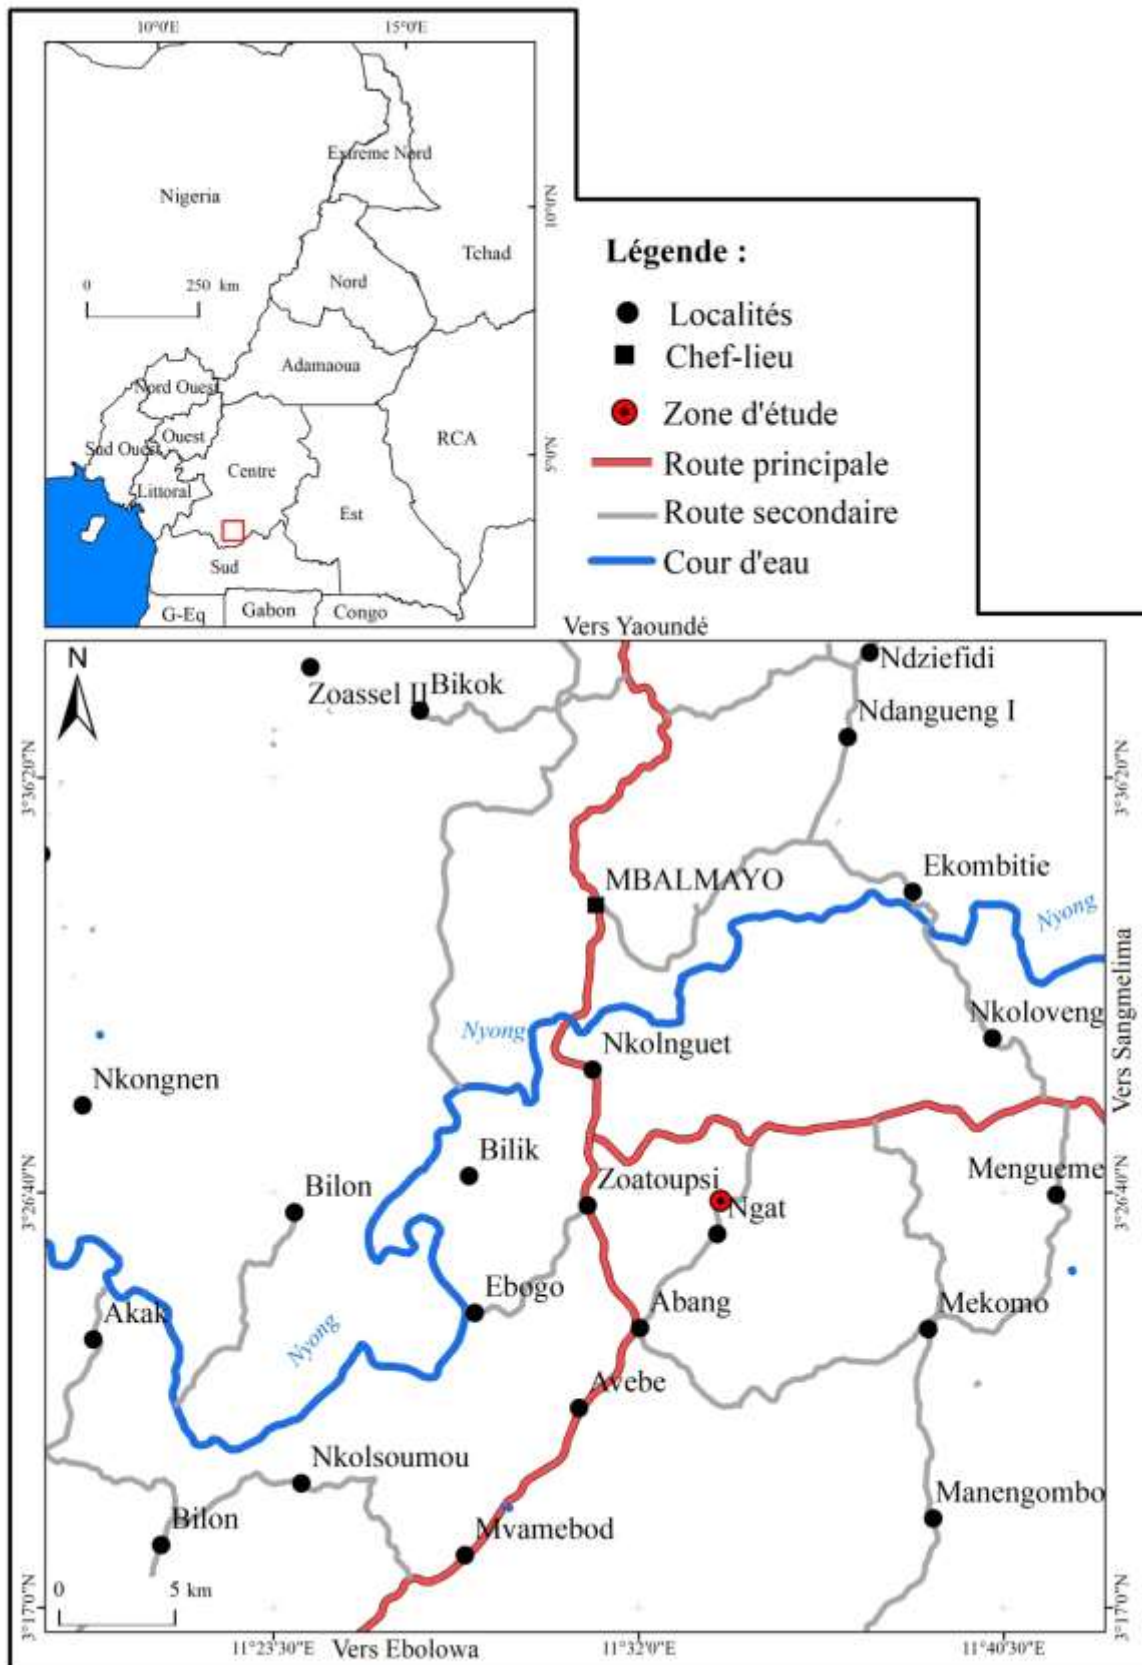 10°0'E
15°0'E
Extreme Nord
Nigeria
10°0'N
Tchad
Nord
0
250 km
Adamaoua
Nord Ouest
Ouest
Sud Ouest
RCA
5°0'N
Centre
Littoral
Est
Sud
G-Eq
Gabon
Congo
Légende :
Localités
Chef-lieu
Zone d'étude
Route principale
Route secondaire
Cour d'eau
Vers Yaoundé
N
Zoassel II
Bikok
Ndziefidi
Ndangueng I
3°36'20"N
3°36'20"N
MBALMAYO
Ekombitie
Nyong
Nyong
Nkoloveng
Vers Sangmelima
Nkolnguet
Nkongnen
Bilik
Mengueme
Zoatoupsi
Bilon
Ngat
3°26'40"N
3°26'40"N
Ebogo
Abang
Mekomo
Akak
Nyong
Avebe
Nkolsoumou
Manengombo
Bilon
Mvamebod
0
5 km
3°17'0"N
3°17'0"N
11°23'30"E
Vers Ebolowa
11°32'0"E
11°40'30"E